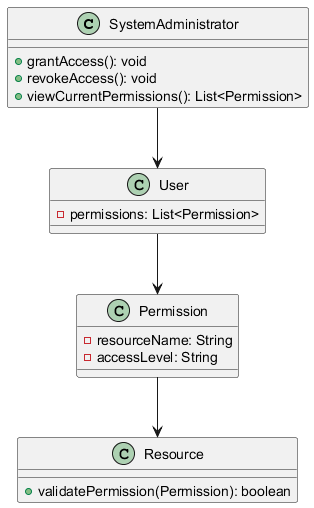 C SystemAdministrator
grantAccess(): void
revokeAccess(): void
viewCurrentPermissions(): List<Permission>
C User
permissions: List<Permission>
C Permission
resourceName: String
accessLevel: String
C Resource
validatePermission(Permission): boolean